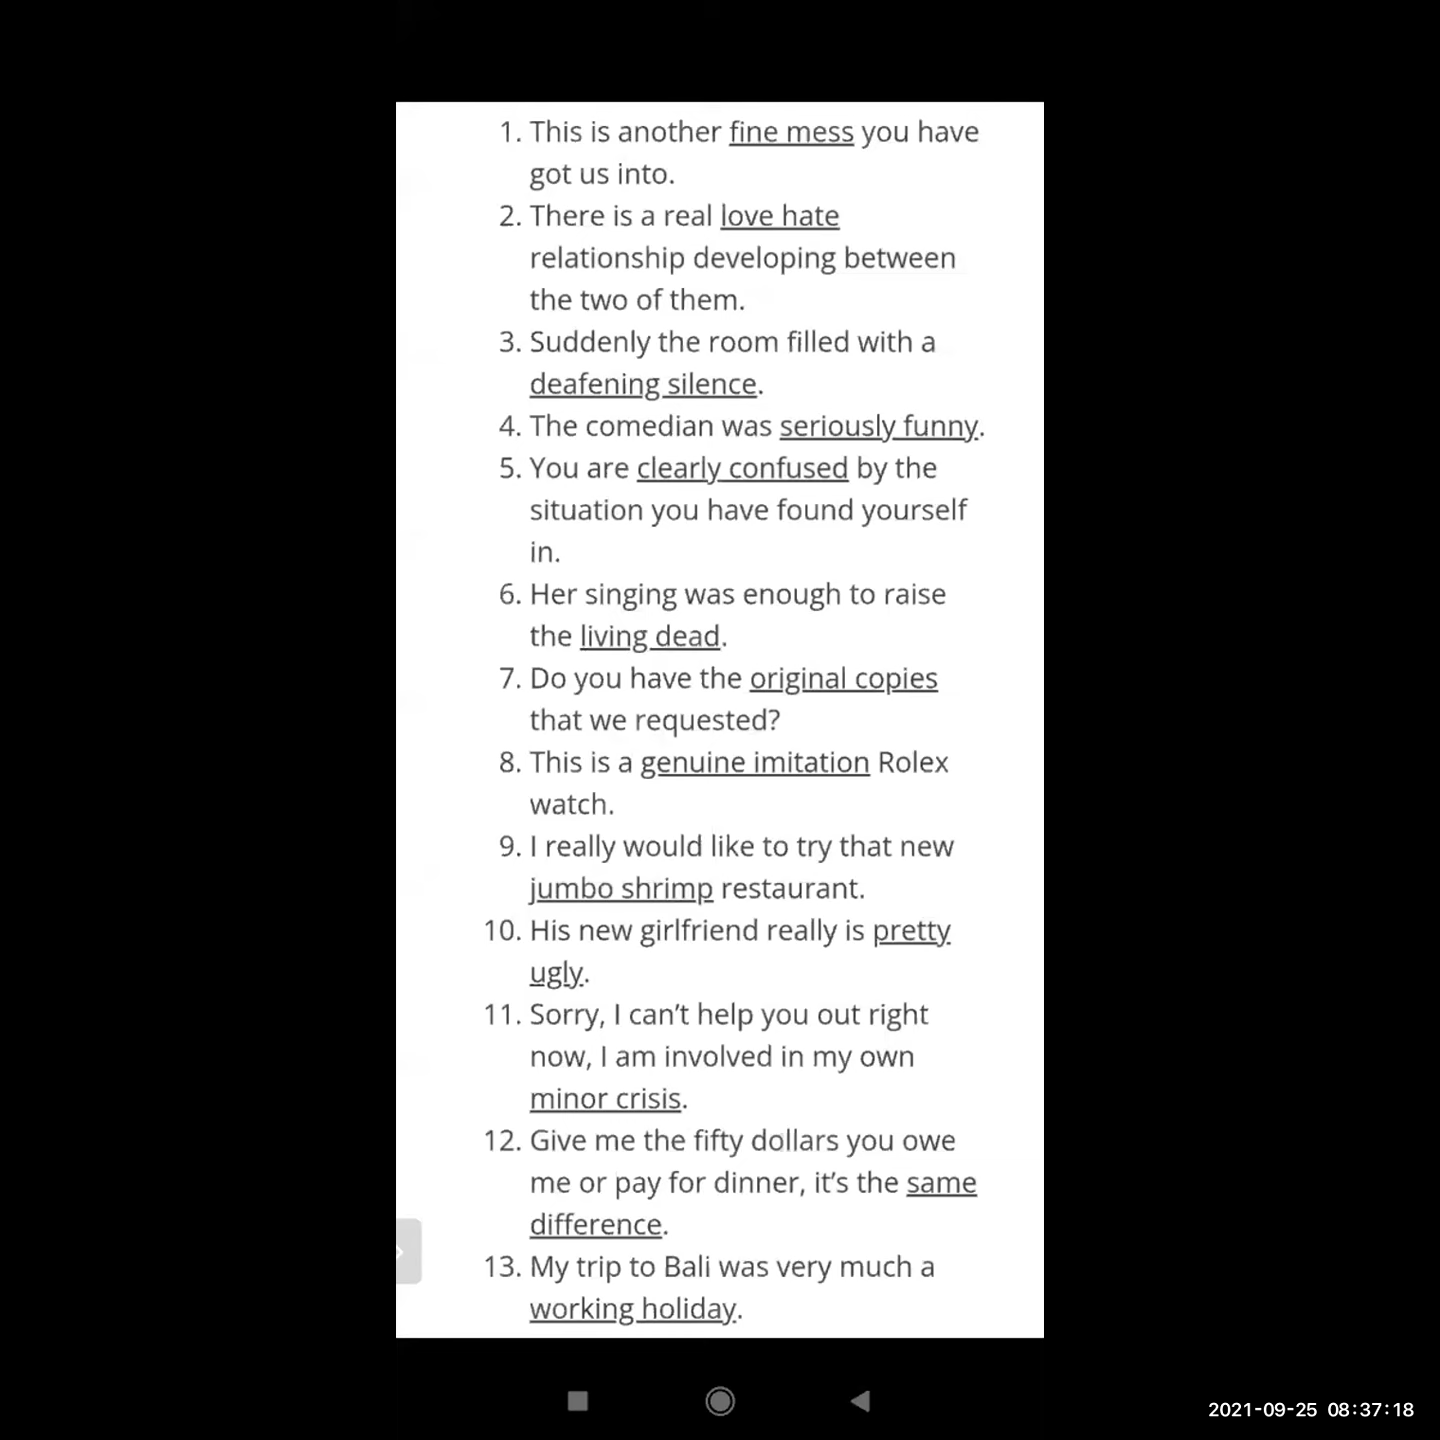 1. This is another fine mess you have
got us into.
2. There is a real love hate
relationship developing between
the two of them.
3. Suddenly the room filled with a
deafening silence.
4. The comedian was seriously funny.
5. You are clearly confused by the
situation you have found yourself
in.
6. Her singing was enough to raise
the living dead.
7. Do you have the original copies
that we requested?
8. This is a genuine imitation Rolex
watch.
9. I really would like to try that new
jumbo shrimp restaurant.
10. His new girlfriend really is pretty
ugly.
11. Sorry, I can’t help you out right
now, I am involved in my own
minor crisis.
12. Give me the fifty dollars you owe
me or pay for dinner, it’s the same
difference.
13. My trip to Bali was very much a
working holiday.
2021-09-25 08:37:18